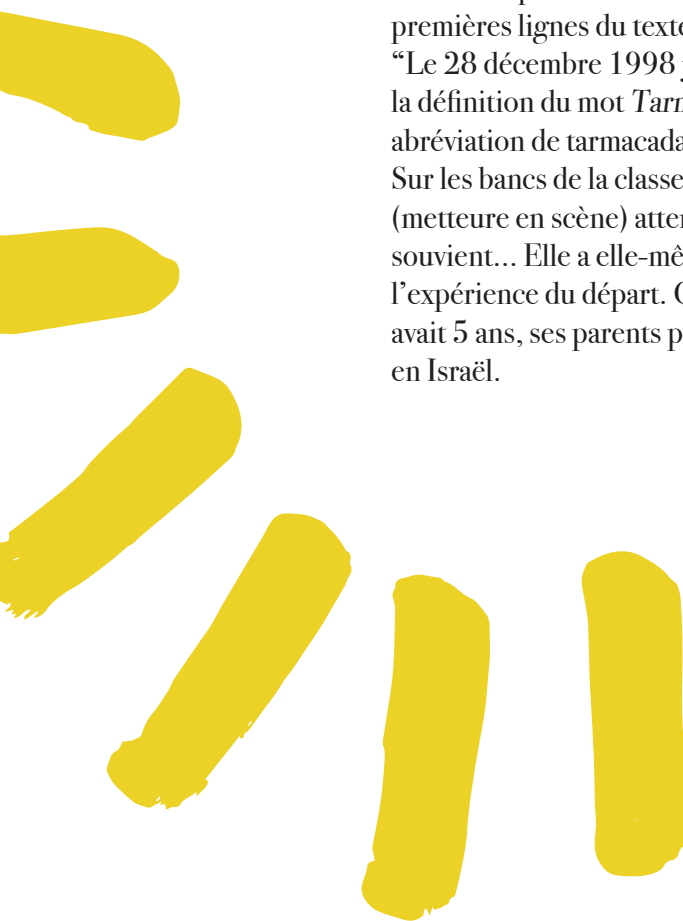 premières lignes du texte
“Le 28 décembre 1998
la définition du mot
abréviation de
Sur les bancs de la classe
(metteure en scène)
souvient... Elle a
l’expérience du départ.
avait 5 ans, ses parents
en Israël.